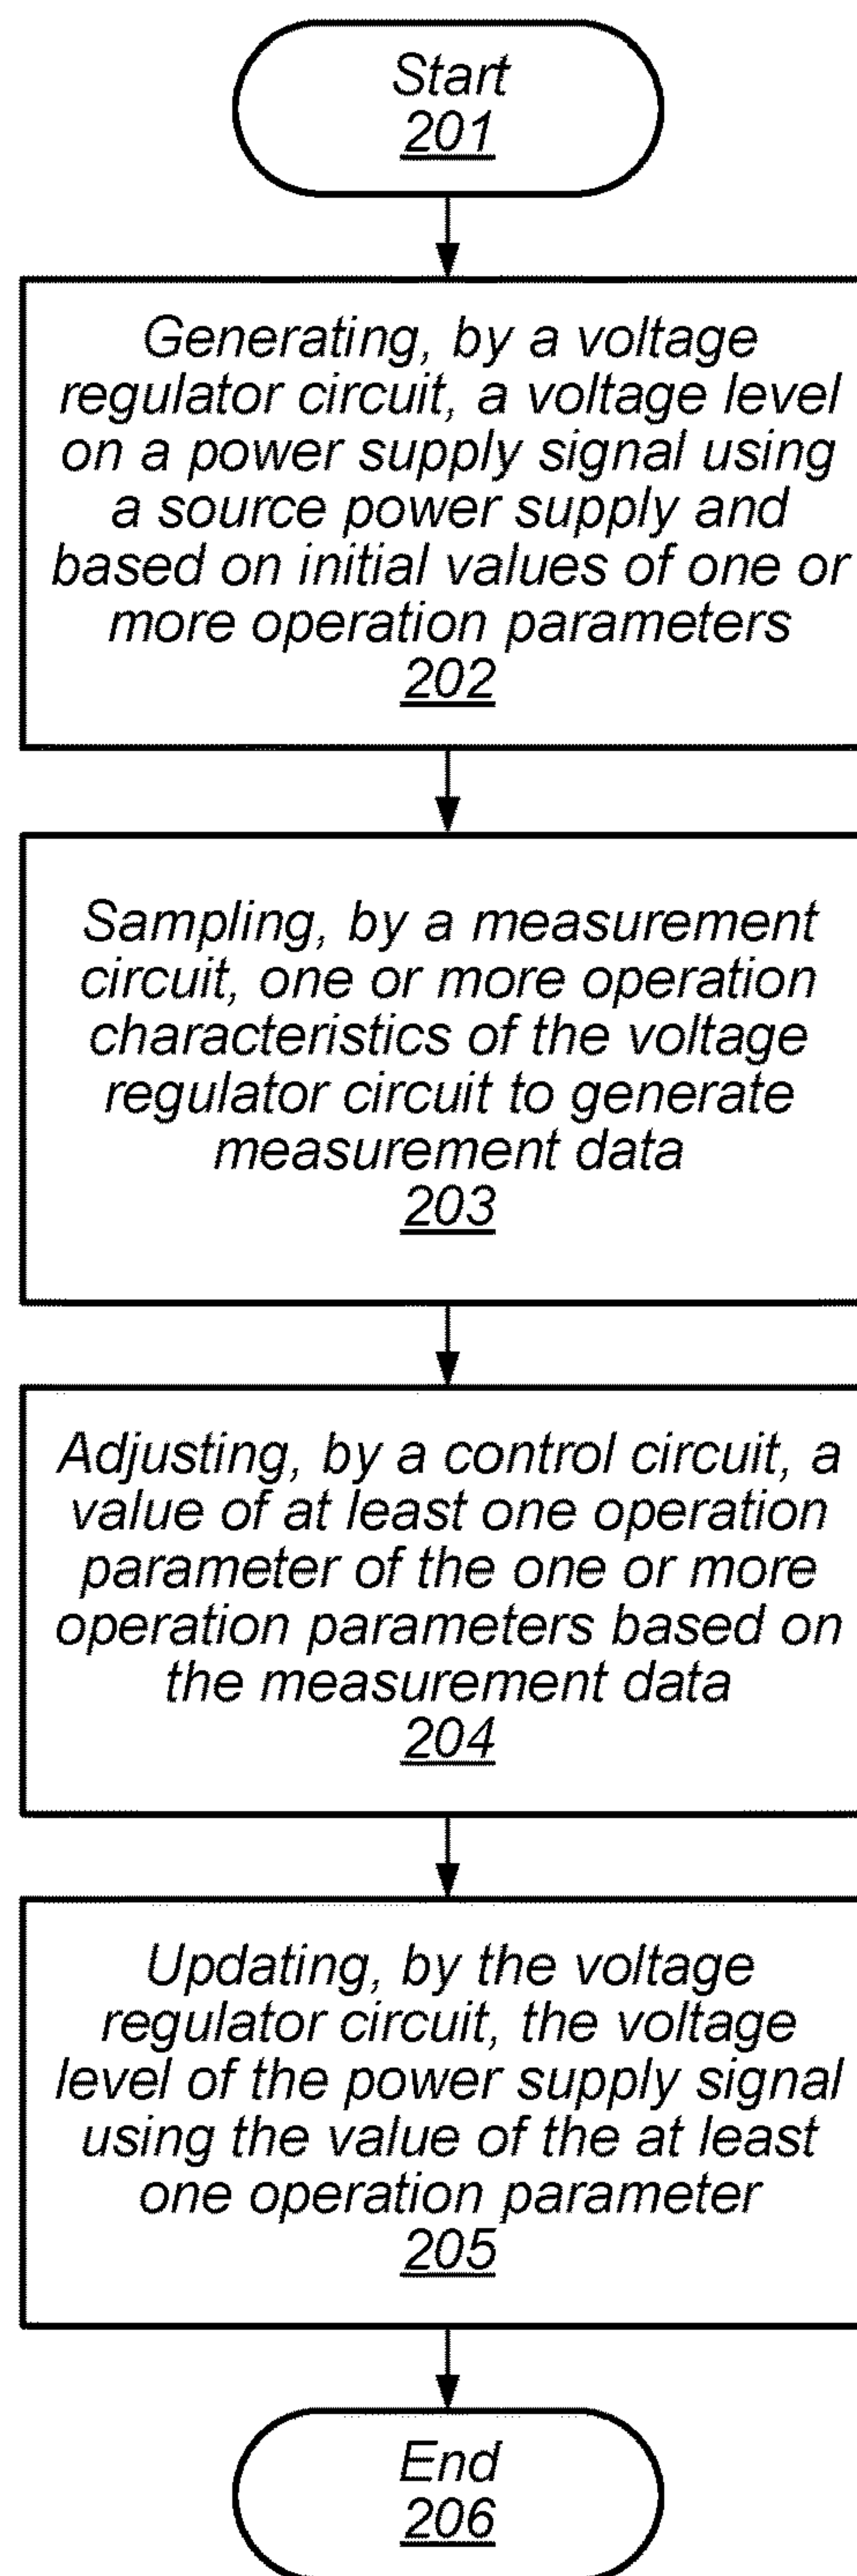 Start
201
Generating, by a voltage
regulator circuit, a voltage level
on a power supply signal using
a source power supply and
based on initial values of one or
more operation parameters
202
Sampling, by a measurement
circuit, one or more operation
characteristics of the voltage
regulator circuit to generate
measurement data
203
Adjusting, by a control circuit, a
value of at least one operation
parameter of the one or more
operation parameters based on
the measurement data
204
Updating, by the voltage
regulator circuit, the voltage
level of the power supply signal
using the value of the at least
one operation parameter
205
End
206